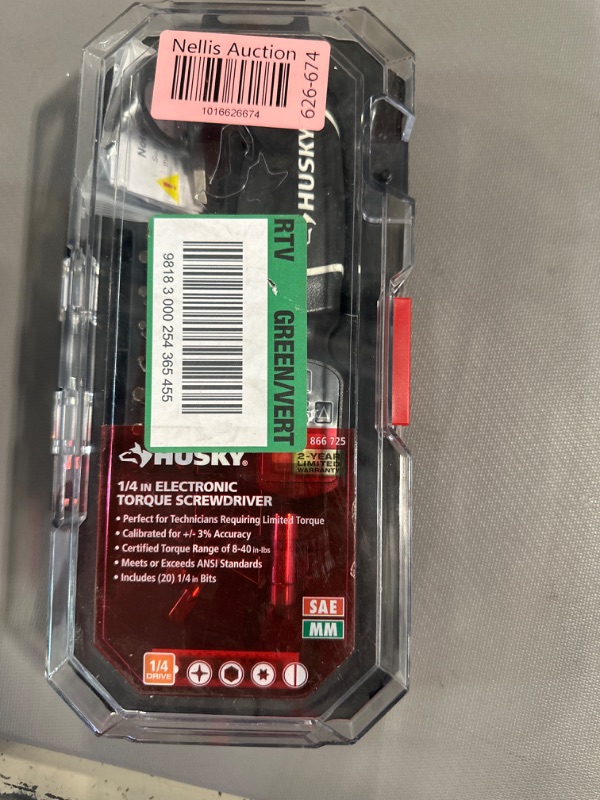 Nellis Auction
1016626674
626-674
HUSKY
RTV GREEN/VERT
9818 3 000 254 365 455
866 725
2-YEAR
LIMITED
WARRANTY
HUSKY®
1/4 IN ELECTRONIC
TORQUE SCREWDRIVER
• Perfect for Technicians Requiring Limited Torque
• Calibrated for +/- 3% Accuracy
• Certified Torque Range of 8-40 in-lbs
• Meets or Exceeds ANSI Standards
• Includes (20) 1/4 in Bits
SAE
MM
1/4
DRIVE